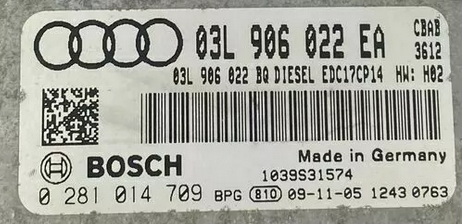 03L 906 022 EA CBAB
3612
03L 906 022 BQ DIESEL EDC17CP14 HW: H02
BOSCH
Made in Germany
1039S31574
0 281 014 709 BPG 810 09-11-05 1243 0763